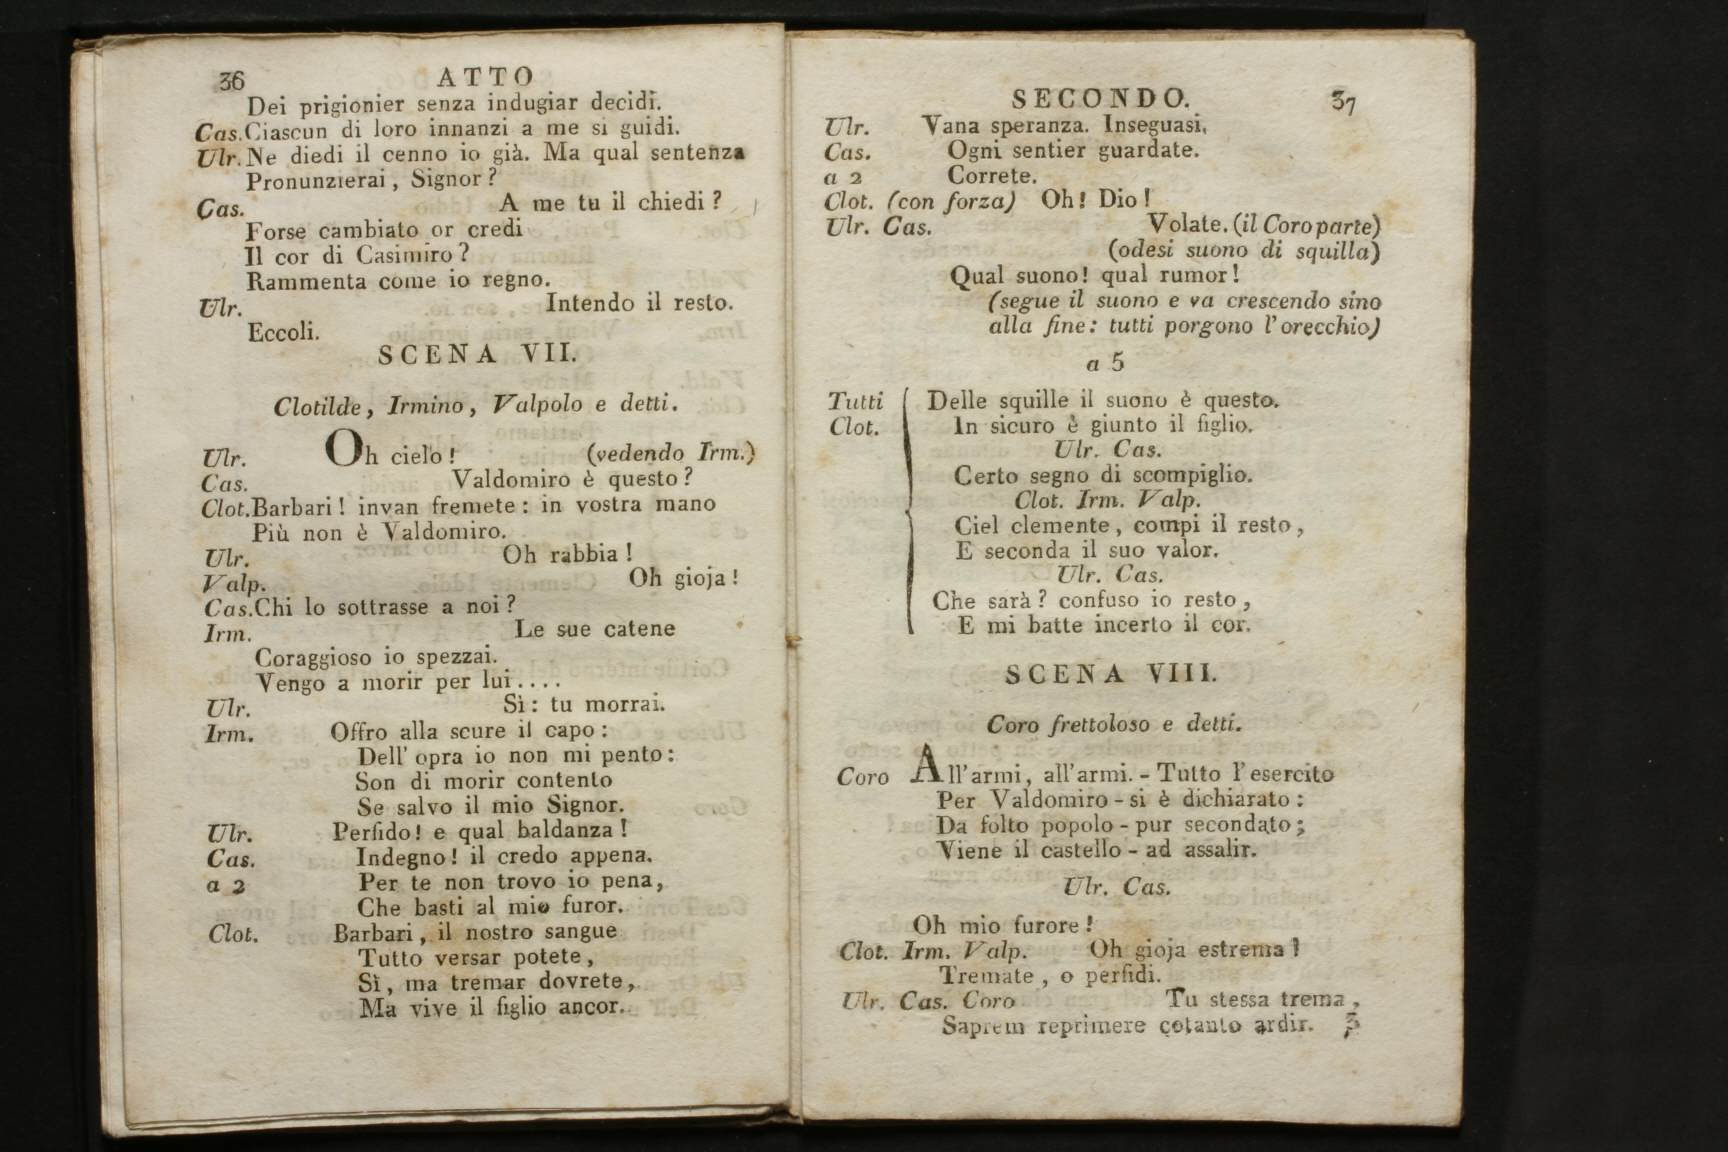 36 ATTO
Dei prigionier senza indugiar decidi.
Cas. Ciascun di loro innanzi a me si guidi.
Ulr. Ne diedi il cenno io già. Ma qual sentenza
Pronunzierai, Signor?
Cas. A me tu il chiedi?
Forse cambiato or credi
Il cor di Casimiro?
Rammenta come io regno.
Ulr. Intendo il resto.
Eccoli.
SCENA VII.
Clotilde, Irmino, Valpolo e detti.
Ulr. Oh cielo! (vedendo Irm.)
Cas. Valdomiro è questo?
Clot. Barbari! invan fremete: in vostra mano
Più non è Valdomiro.
Ulr. Oh rabbia!
Valp. Oh gioja!
Cas. Chi lo sottrasse a noi?
Irm. Le sue catene
Coraggioso io spezzai.
Vengo a morir per lui....
Ulr. Sì: tu morrai.
Irm. Offro alla scure il capo:
Dell' opra io non mi pento:
Son di morir contento
Se salvo il mio Signor.
Ulr. Perfido! e qual baldanza!
Cas. Indegno! il credo appena.
a 2 Per te non trovo io pena,
Che basti al mio furor.
Clot. Barbari, il nostro sangue
Tutto versar potete,
Sì, ma tremar dovrete,
Ma vive il figlio ancor.
SECONDO. 37
Ulr. Vana speranza. Inseguasi,
Cas. Ogni sentier guardate.
a 2 Correte.
Clot. (con forza) Oh! Dio!
Ulr. Cas. Volate. (il Coro parte)
(odesi suono di squilla)
Qual suono! qual rumor!
(segue il suono e va crescendo sino
alla fine: tutti porgono l'orecchio)
a 5
Tutti Delle squille il suono è questo.
Clot. In sicuro è giunto il figlio.
Ulr. Cas.
Certo segno di scompiglio.
Clot. Irm. Valp.
Ciel clemente, compi il resto,
E seconda il suo valor.
Ulr. Cas.
Che sarà? confuso io resto,
E mi batte incerto il cor.
SCENA VIII.
Coro frettoloso e detti.
Coro All'armi, all'armi. - Tutto l'esercito
Per Valdomiro - si è dichiarato:
Da folto popolo - pur secondato;
Viene il castello - ad assalir.
Ulr. Cas.
Oh mio furore!
Clot. Irm. Valp. Oh gioja estrema!
Tremate, o perfidi.
Ulr. Cas. Coro Tu stessa trema,
Saprem reprimere cotanto ardir. 3